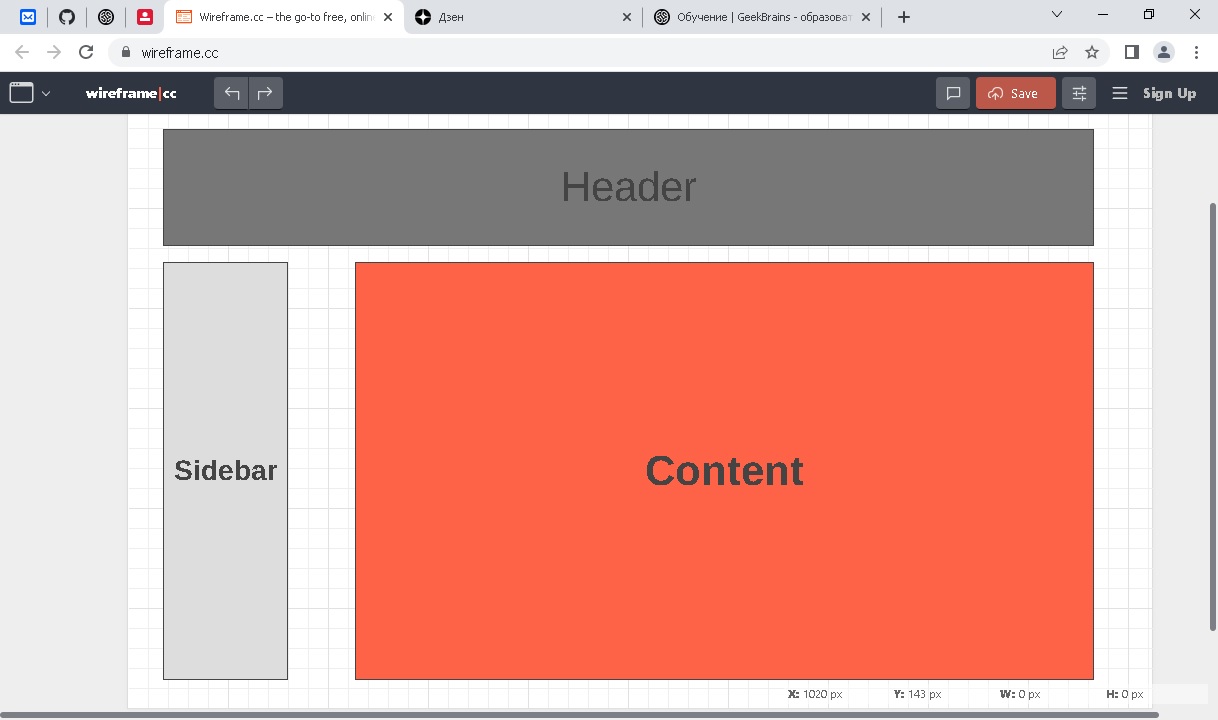 Wireframe.cc – the go-to free, onlin
Дзен
Обучение | GeekBrains - образоват
wireframe.cc
wireframe|cc
Save
Sign Up
Header
Sidebar
Content
X: 1020 px Y: 143 px W: 0 px H: 0 px